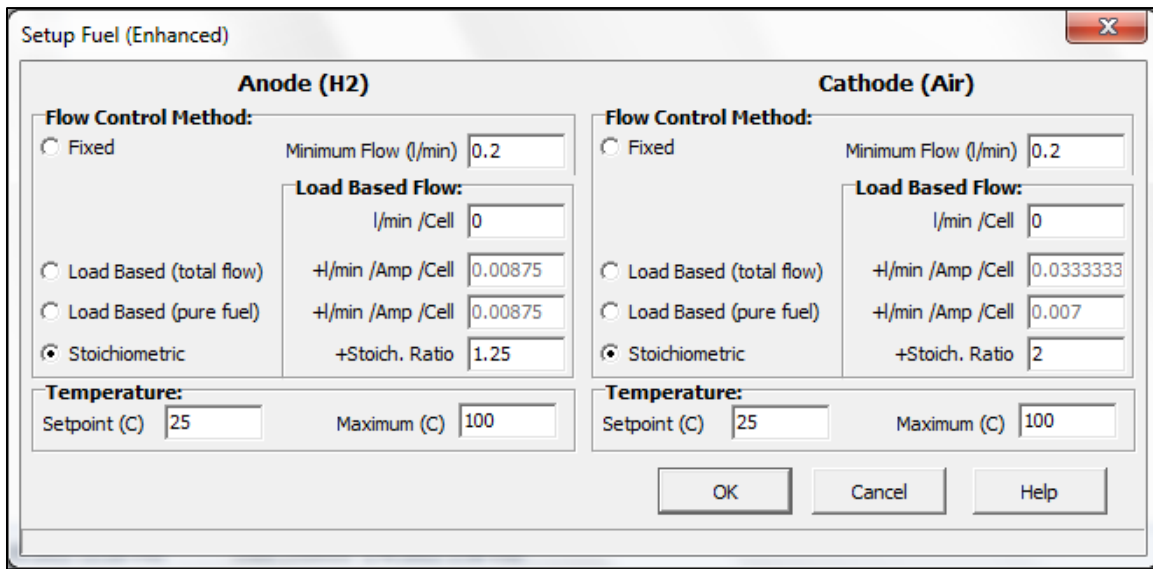 Setup Fuel (Enhanced)
Anode (H2)
Flow Control Method:
Fixed
Minimum Flow (l/min) 0.2
Load Based Flow:
l/min /Cell 0
Load Based (total flow) +l/min /Amp /Cell 0.00875
Load Based (pure fuel) +l/min /Amp /Cell 0.00875
Stoichiometric +Stoich. Ratio 1.25
Temperature:
Setpoint (C) 25 Maximum (C) 100
Cathode (Air)
Flow Control Method:
Fixed
Minimum Flow (l/min) 0.2
Load Based Flow:
l/min /Cell 0
Load Based (total flow) +l/min /Amp /Cell 0.0333333
Load Based (pure fuel) +l/min /Amp /Cell 0.007
Stoichiometric +Stoich. Ratio 2
Temperature:
Setpoint (C) 25 Maximum (C) 100
OK Cancel Help